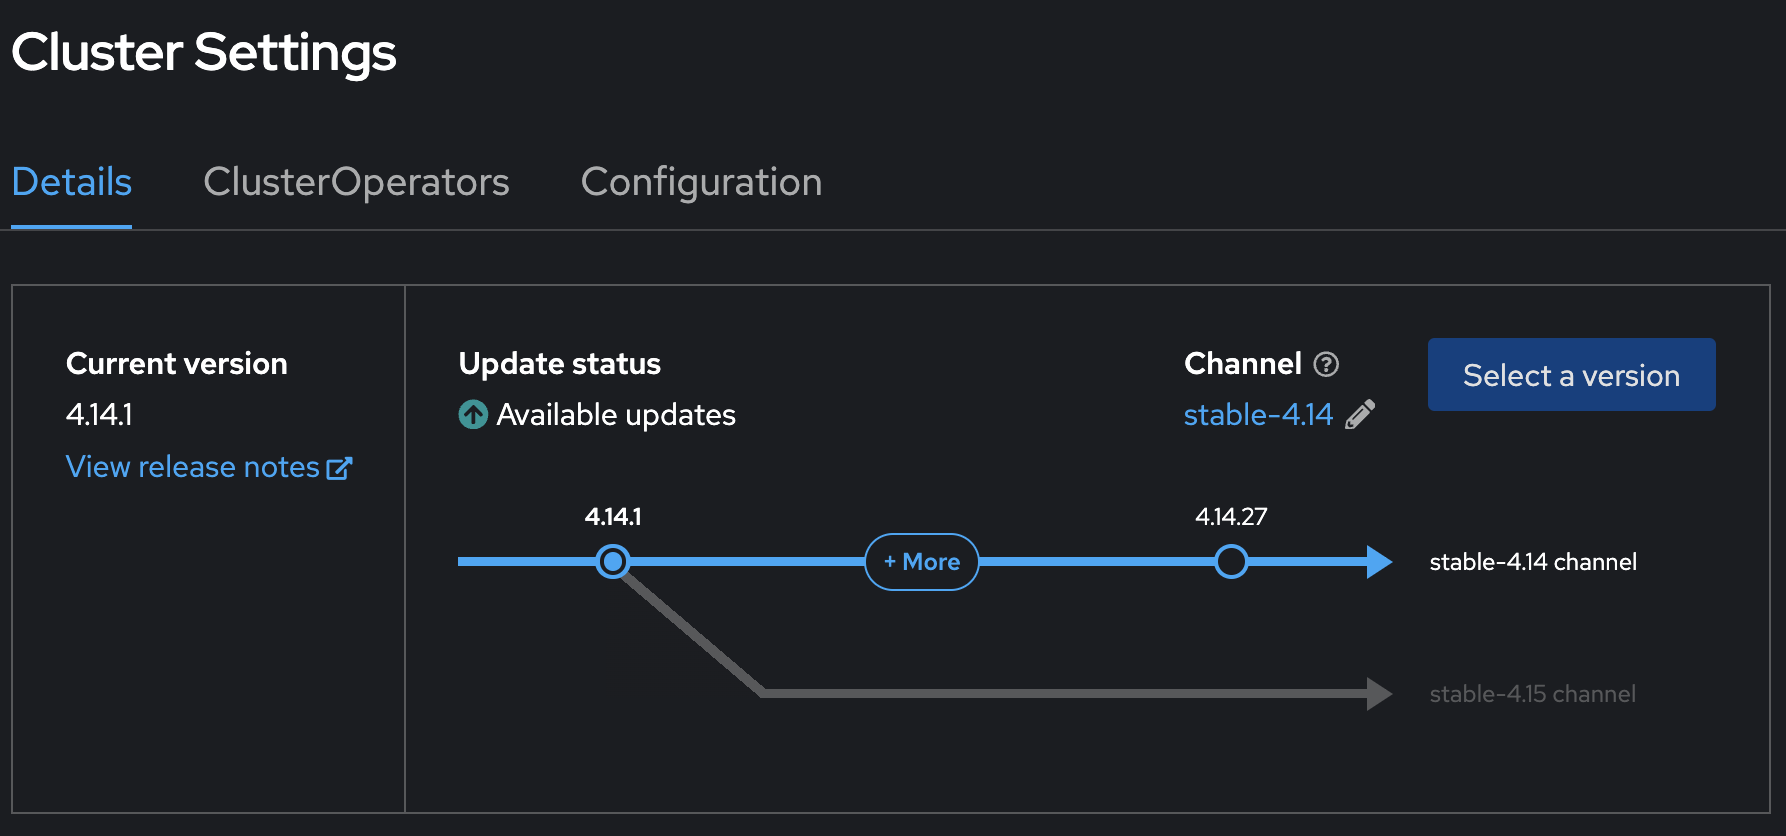 Cluster Settings
Details ClusterOperators Configuration
Current version
4.14.1
View release notes
Update status
Available updates
Channel
stable-4.14
Select a version
4.14.1
4.14.27
+ More
stable-4.14 channel
stable-4.15 channel